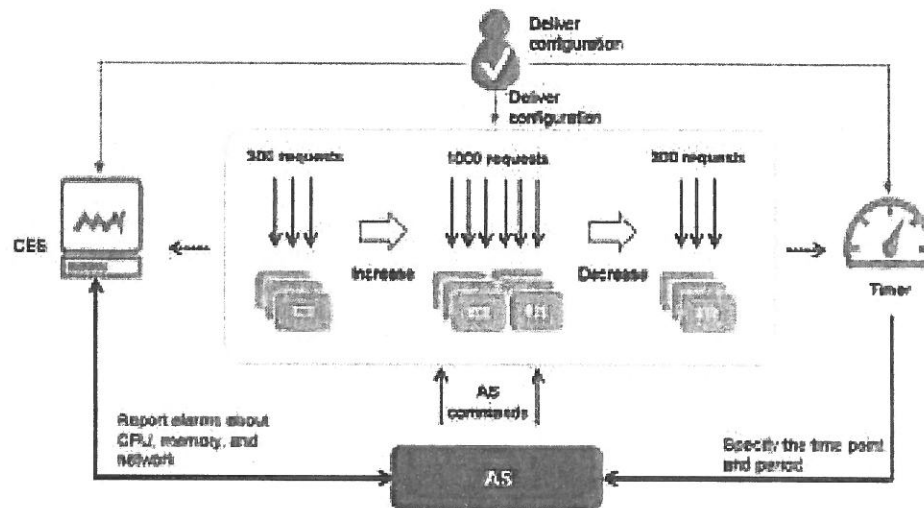 Deliver
configuration
Deliver
configuration
300 requests
1000 requests
300 requests
CES
Increase
Decrease
Timer
AS
commands
Report alarms about
CPU, memory, and
network
Specify the time point
and period
AS